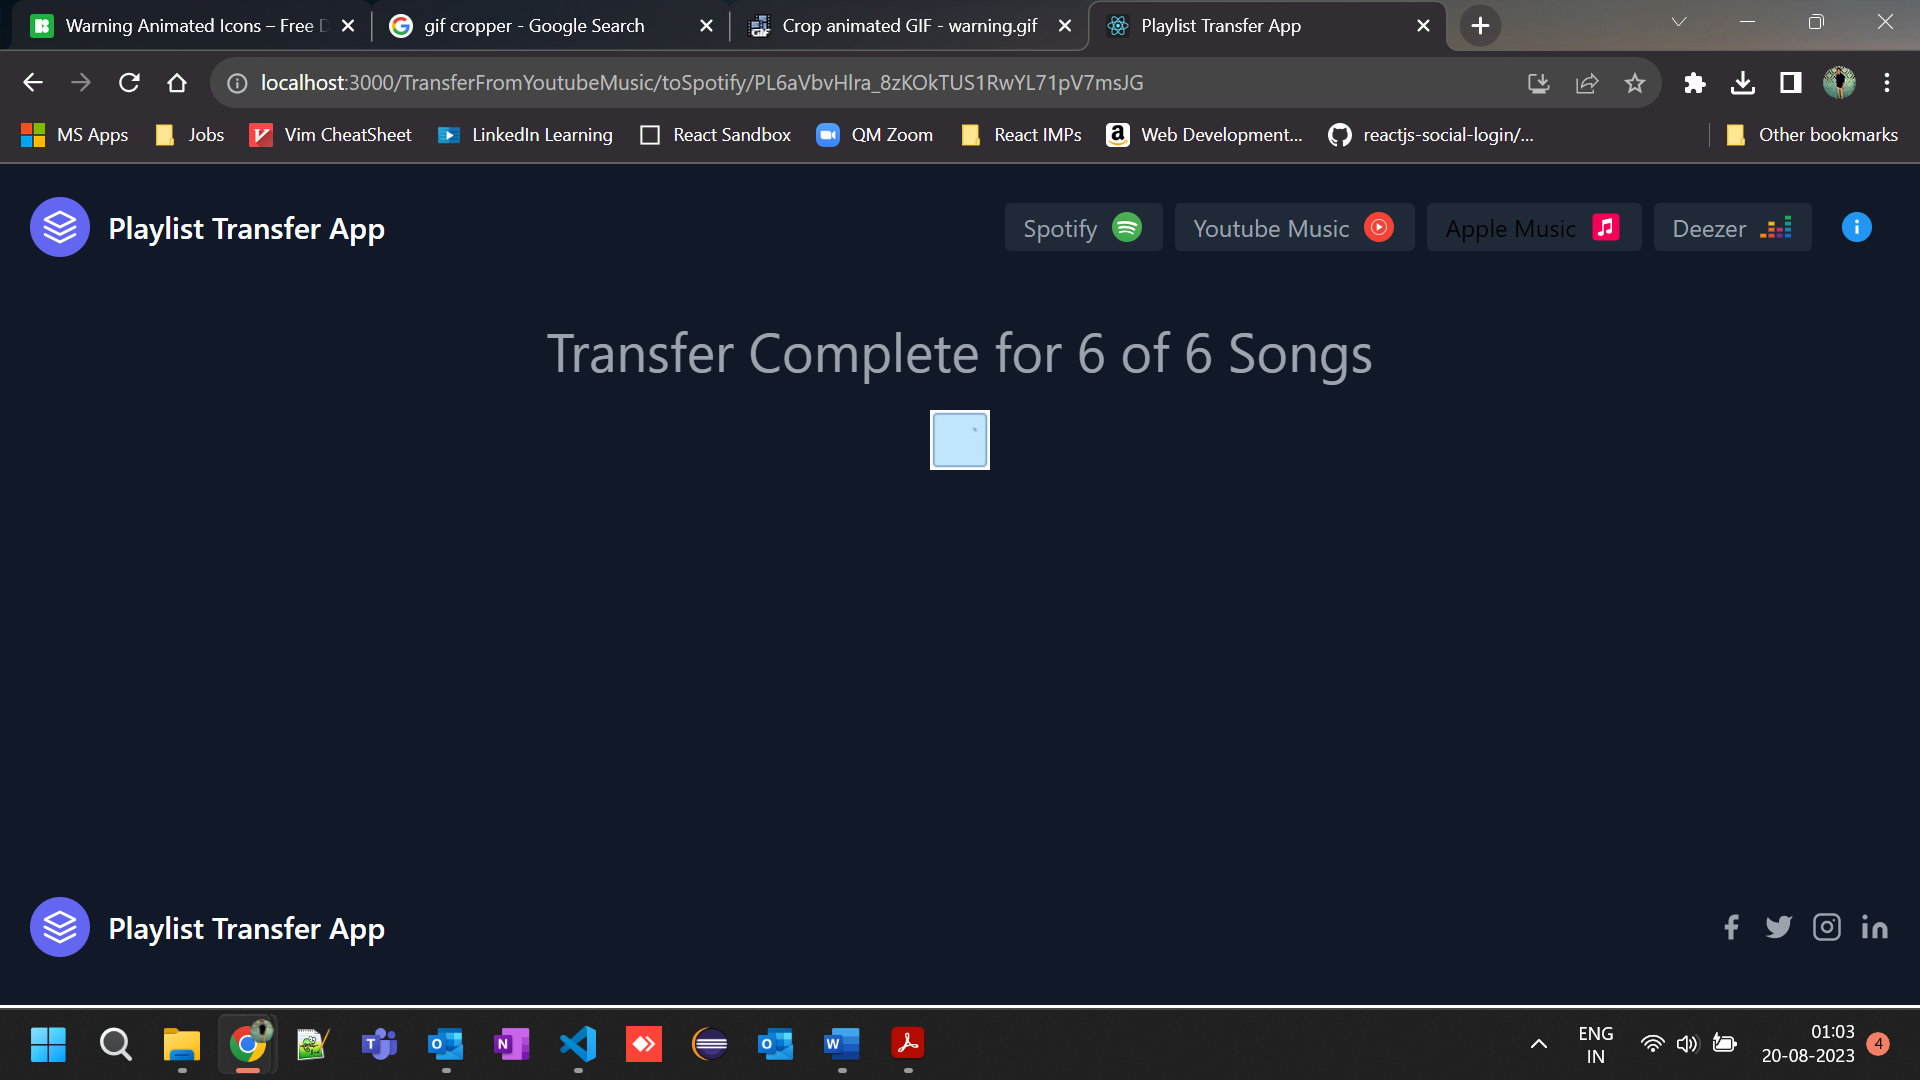 Warning Animated Icons – Free D
gif cropper - Google Search
Crop animated GIF - warning.gif
Playlist Transfer App
localhost:3000/TransferFromYoutubeMusic/toSpotify/PL6aVbvHlra_8zKOkTUS1RwYL71pV7msJG
MS Apps
Jobs
Vim CheatSheet
LinkedIn Learning
React Sandbox
QM Zoom
React IMPs
Web Development...
reactjs-social-login/...
Other bookmarks
Playlist Transfer App
Spotify
Youtube Music
Apple Music
Deezer
Transfer Complete for 6 of 6 Songs
Playlist Transfer App
ENG
IN
01:03
20-08-2023
4